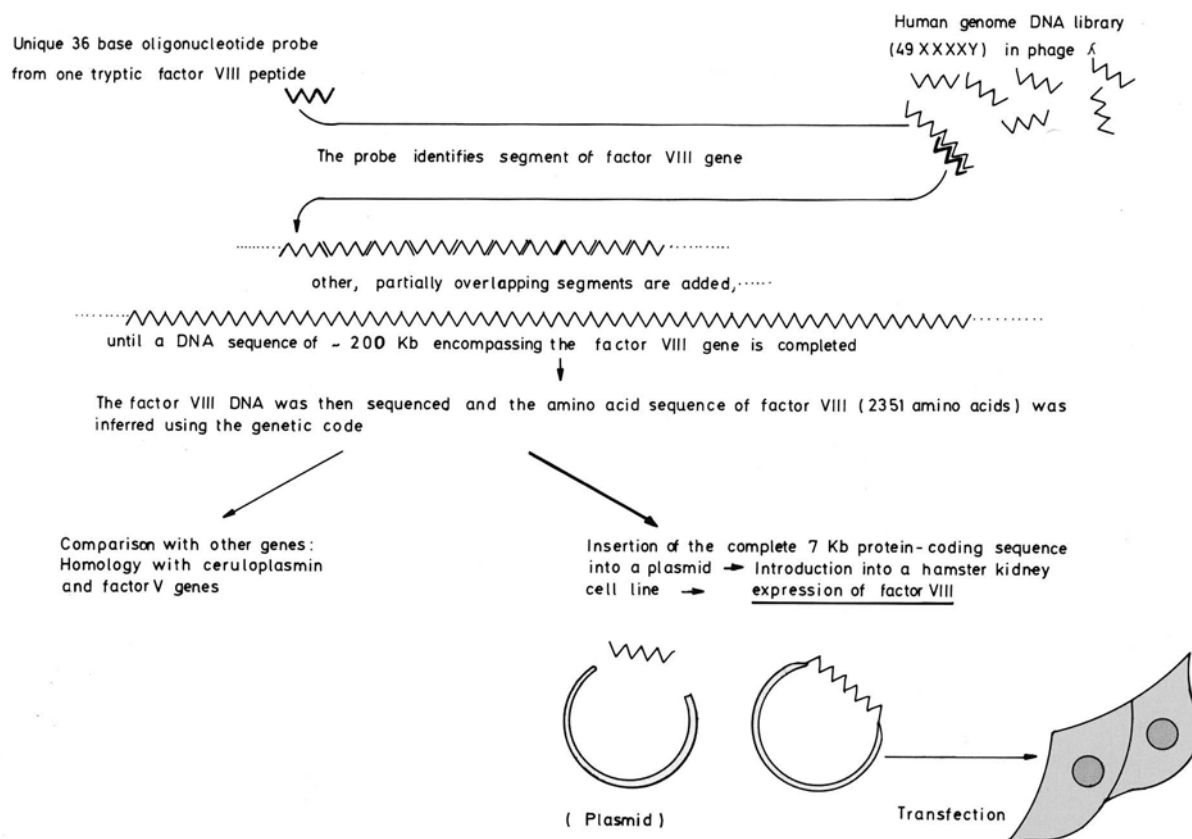 Unique 36 base oligonucleotide probe
from one tryptic factor VIII peptide
Human genome DNA library
(49 XXXXY) in phage λ
The probe identifies segment of factor VIII gene
other, partially overlapping segments are added,······
until a DNA sequence of ~ 200 Kb encompassing the factor VIII gene is completed
The factor VIII DNA was then sequenced and the amino acid sequence of factor VIII (2351 amino acids) was
inferred using the genetic code
Comparison with other genes:
Homology with ceruloplasmin
and factor V genes
Insertion of the complete 7 Kb protein-coding sequence
into a plasmid → Introduction into a hamster kidney
cell line → expression of factor VIII
( Plasmid )
Transfection